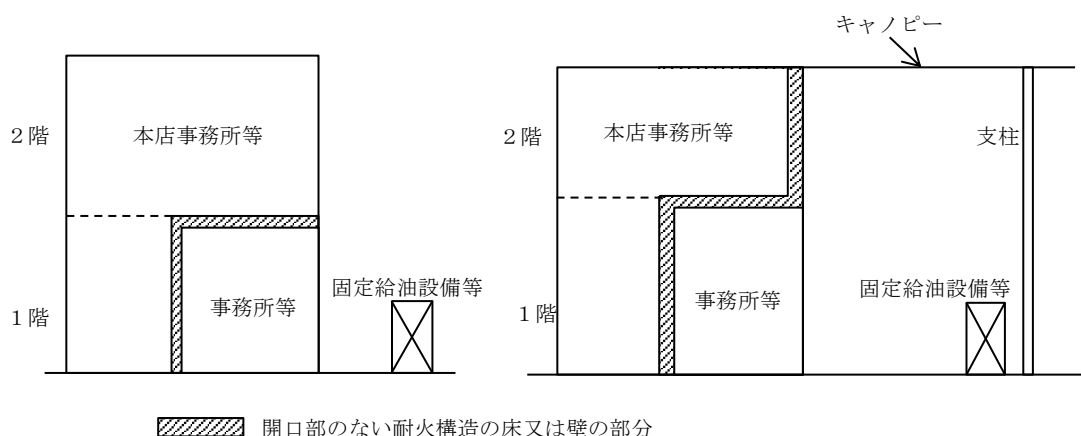 キャノピー
2階
本店事務所等
2階
本店事務所等
支柱
固定給油設備等
固定給油設備等
1階
事務所等
1階
事務所等
開口部のない耐火構造の床又は壁の部分